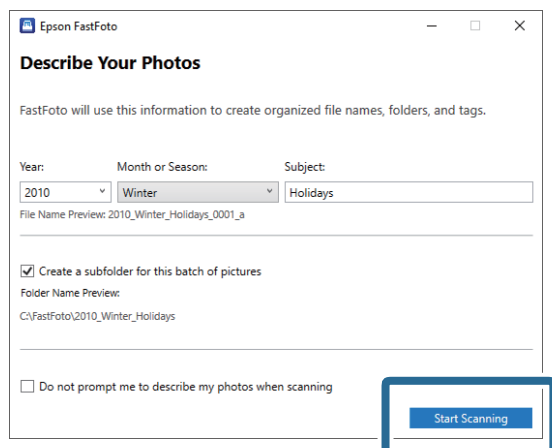 Epson FastFoto
Describe Your Photos
FastFoto will use this information to create organized file names, folders, and tags.
Year: Month or Season: Subject:
2010 Winter Holidays
File Name Preview: 2010_Winter_Holidays_0001_a
Create a subfolder for this batch of pictures
Folder Name Preview:
C:\FastFoto\2010_Winter_Holidays
Do not prompt me to describe my photos when scanning
Start Scanning